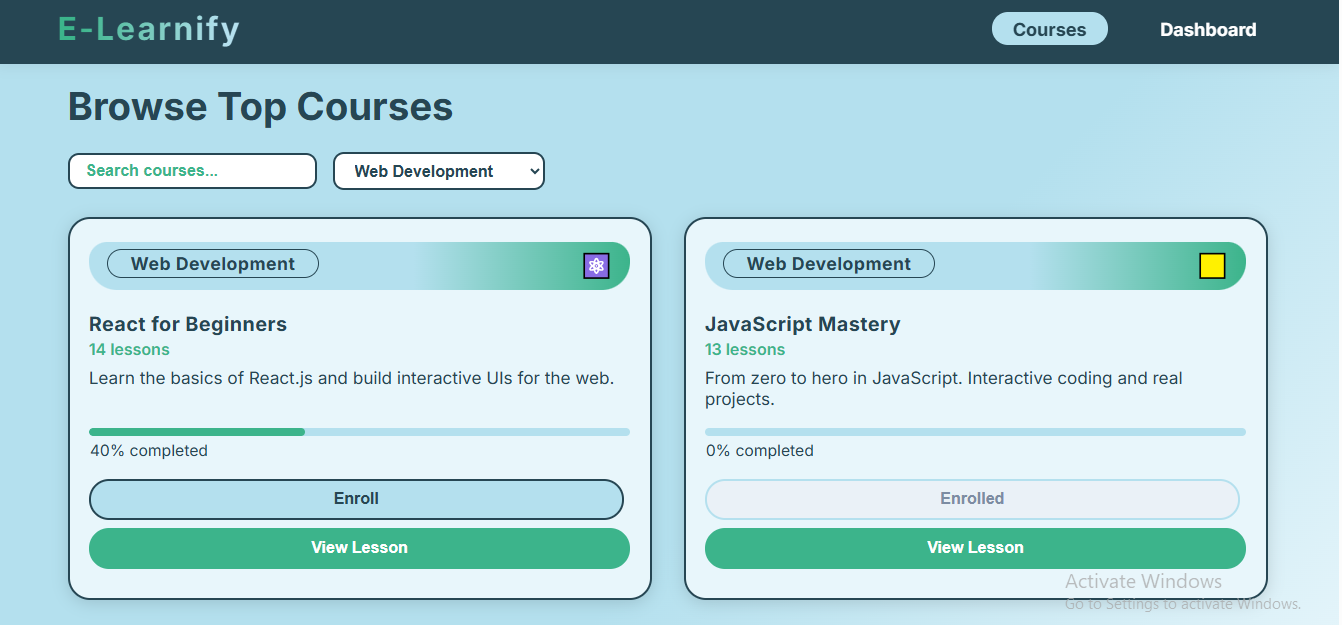 E-Learnify
Courses
Dashboard
Browse Top Courses
Search courses...
Web Development
Web Development
React for Beginners
14 lessons
Learn the basics of React.js and build interactive UIs for the web.
40% completed
Enroll
View Lesson
Web Development
JavaScript Mastery
13 lessons
From zero to hero in JavaScript. Interactive coding and real
projects.
0% completed
Enrolled
View Lesson
Activate Windows
Go to Settings to activate Windows.